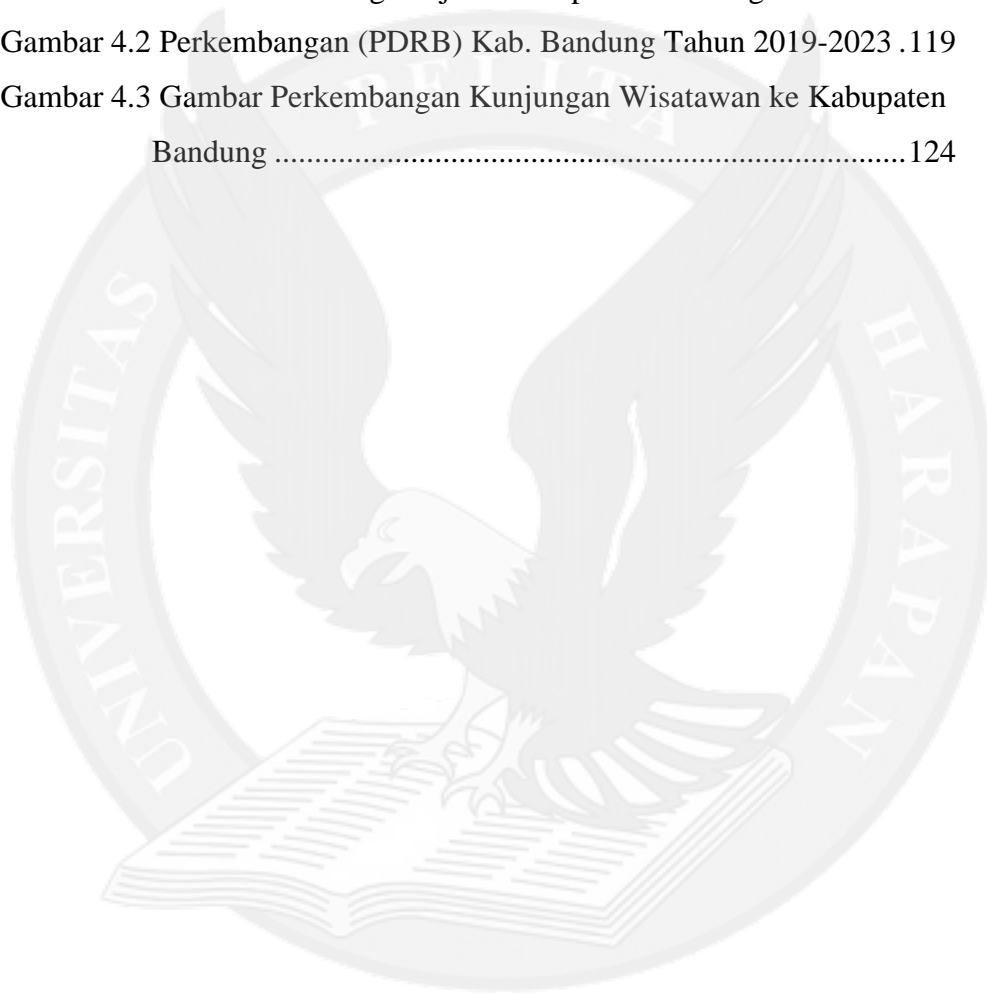 Gambar 4.2 Perkembangan (PDRB) Kab. Bandung Tahun 2019-2023 .119
Gambar 4.3 Gambar Perkembangan Kunjungan Wisatawan ke Kabupaten
Bandung ................................................................................124
UNIVERSITAS PELITA HARAPAN